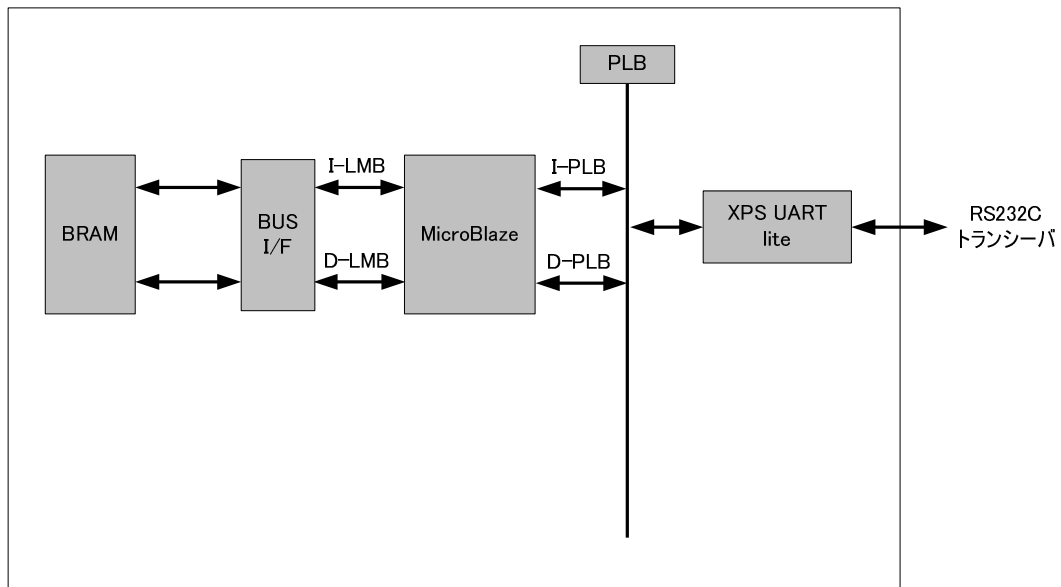 PLB
BRAM
BUS
I/F
I-LMB
D-LMB
MicroBlaze
I-PLB
D-PLB
XPS UART
lite
RS232C
トランシーバ